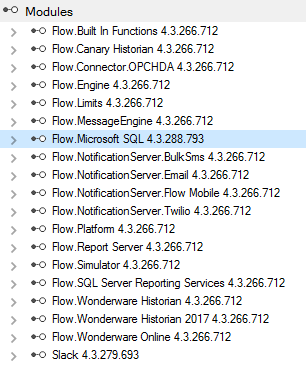 Modules
Flow.Built In Functions 4.3.266.712
Flow.Canary Historian 4.3.266.712
Flow.Connector.OPCHDA 4.3.266.712
Flow.Engine 4.3.266.712
Flow.Limits 4.3.266.712
Flow.MessageEngine 4.3.266.712
Flow.Microsoft SQL 4.3.288.793
Flow.NotificationServer.BulkSms 4.3.266.712
Flow.NotificationServer.Email 4.3.266.712
Flow.NotificationServer.Flow Mobile 4.3.266.712
Flow.NotificationServer.Twilio 4.3.266.712
Flow.Platform 4.3.266.712
Flow.Report Server 4.3.266.712
Flow.Simulator 4.3.266.712
Flow.SQL Server Reporting Services 4.3.266.712
Flow.Wonderware Historian 4.3.266.712
Flow.Wonderware Historian 2017 4.3.266.712
Flow.Wonderware Online 4.3.266.712
Slack 4.3.279.693